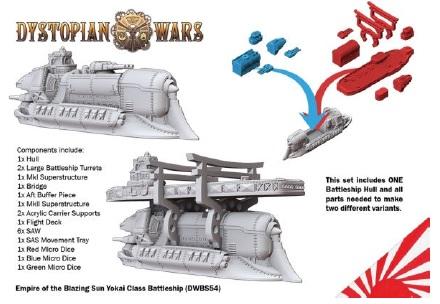 DYSTOPIAN WARS
Components include:
1x Hull
2x Large Battleship Turrets
1x MkI Superstructure
1x Bridge
1x Aft Buffer Piece
1x MkII Superstructure
2x Acrylic Carrier Supports
1x Flight Deck
6x SAW
1x SAS Movement Tray
1x Red Micro Dice
1x Blue Micro Dice
1x Green Micro Dice
This set includes ONE
Battleship Hull and all
parts needed to make
two different variants.
Empire of the Blazing Sun Yokai Class Battleship (DWBS54)